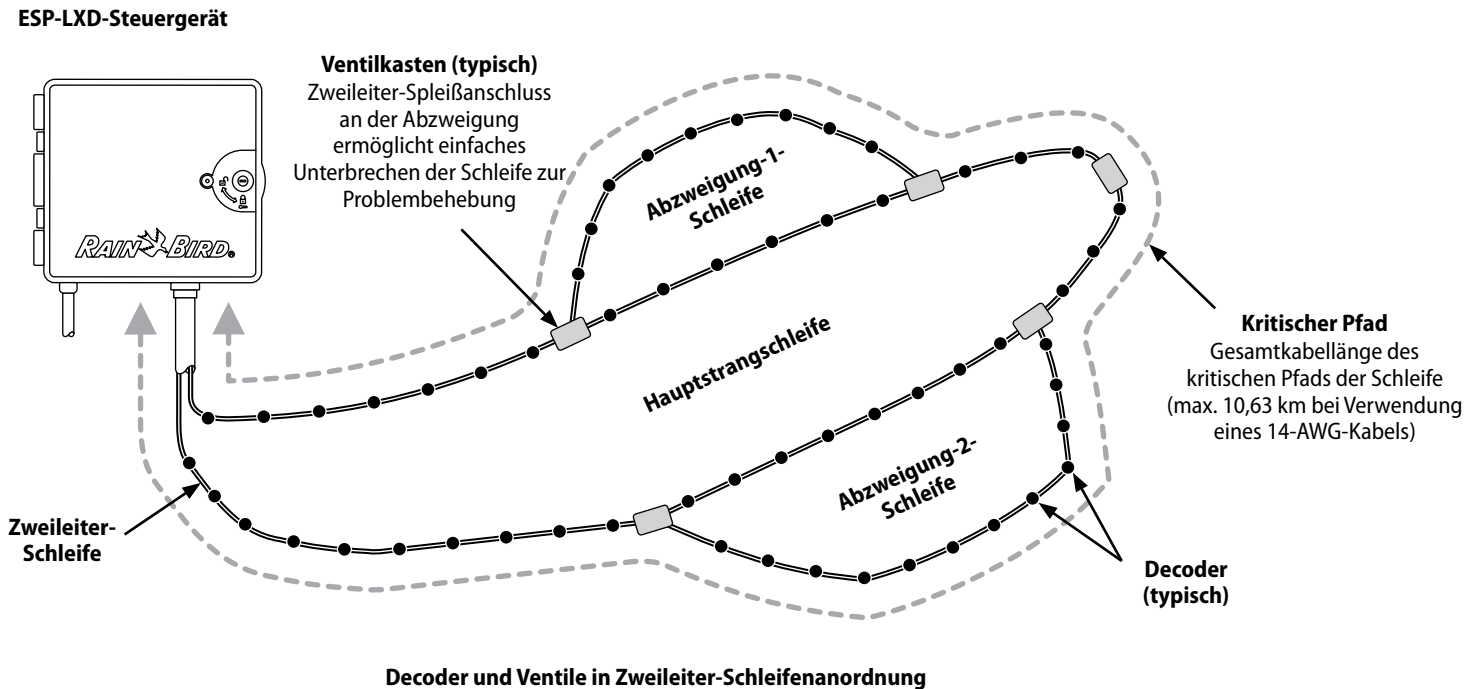 ESP-LXD-Steuergerät
Ventilkasten (typisch)
Zweileiter-Spleißanschluss
an der Abzweigung
ermöglicht einfaches
Unterbrechen der Schleife zur
Problembehebung
RAIN BIRD®
Abzweigung-1-
Schleife
Hauptstrangschleife
Kritischer Pfad
Gesamtkabellänge des
kritischen Pfads der Schleife
(max. 10,63 km bei Verwendung
eines 14-AWG-Kabels)
Abzweigung-2-
Schleife
Zweileiter-
Schleife
Decoder
(typisch)
Decoder und Ventile in Zweileiter-Schleifenanordnung